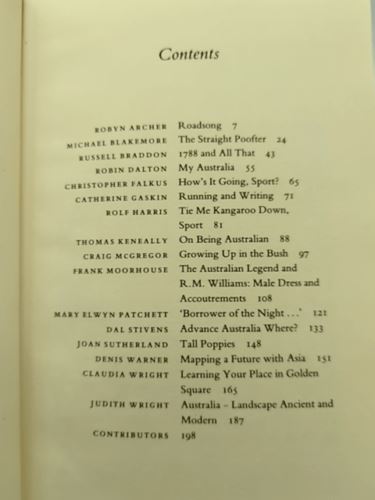 Contents
ROBYN ARCHER Roadsong 7
MICHAEL BLAKEMORE The Straight Poofter 24
RUSSELL BRADDON 1788 and All That 43
ROBIN DALTON My Australia 55
CHRISTOPHER FALKUS How's It Going, Sport? 65
CATHERINE GASKIN Running and Writing 71
ROLF HARRIS Tie Me Kangaroo Down,
Sport 81
THOMAS KENEALLY On Being Australian 88
CRAIG MCGREGOR Growing Up in the Bush 97
FRANK MOORHOUSE The Australian Legend and
R.M. Williams: Male Dress and
Accoutrements 108
MARY ELWYN PATCHETT 'Borrower of the Night ...' 121
DAL STIVENS Advance Australia Where? 133
JOAN SUTHERLAND Tall Poppies 148
DENIS WARNER Mapping a Future with Asia 151
CLAUDIA WRIGHT Learning Your Place in Golden
Square 165
JUDITH WRIGHT Australia – Landscape Ancient and
Modern 187
CONTRIBUTORS 198